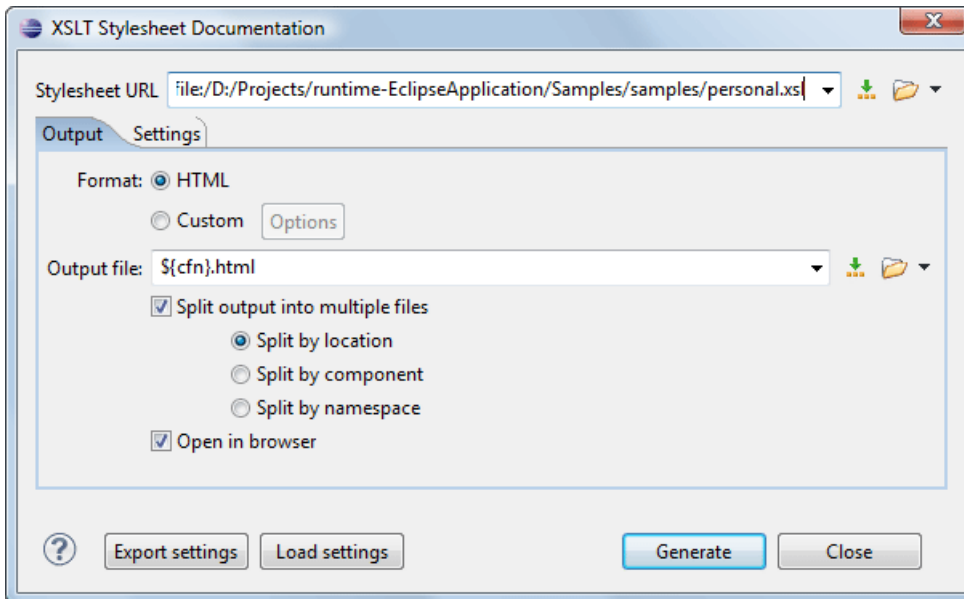 XSLT Stylesheet Documentation
Stylesheet URL file:/D:/Projects/runtime-EclipseApplication/Samples/samples/personal.xsl
Output Settings
Format: HTML
Custom Options
Output file: ${cfn}.html
Split output into multiple files
Split by location
Split by component
Split by namespace
Open in browser
? Export settings Load settings Generate Close